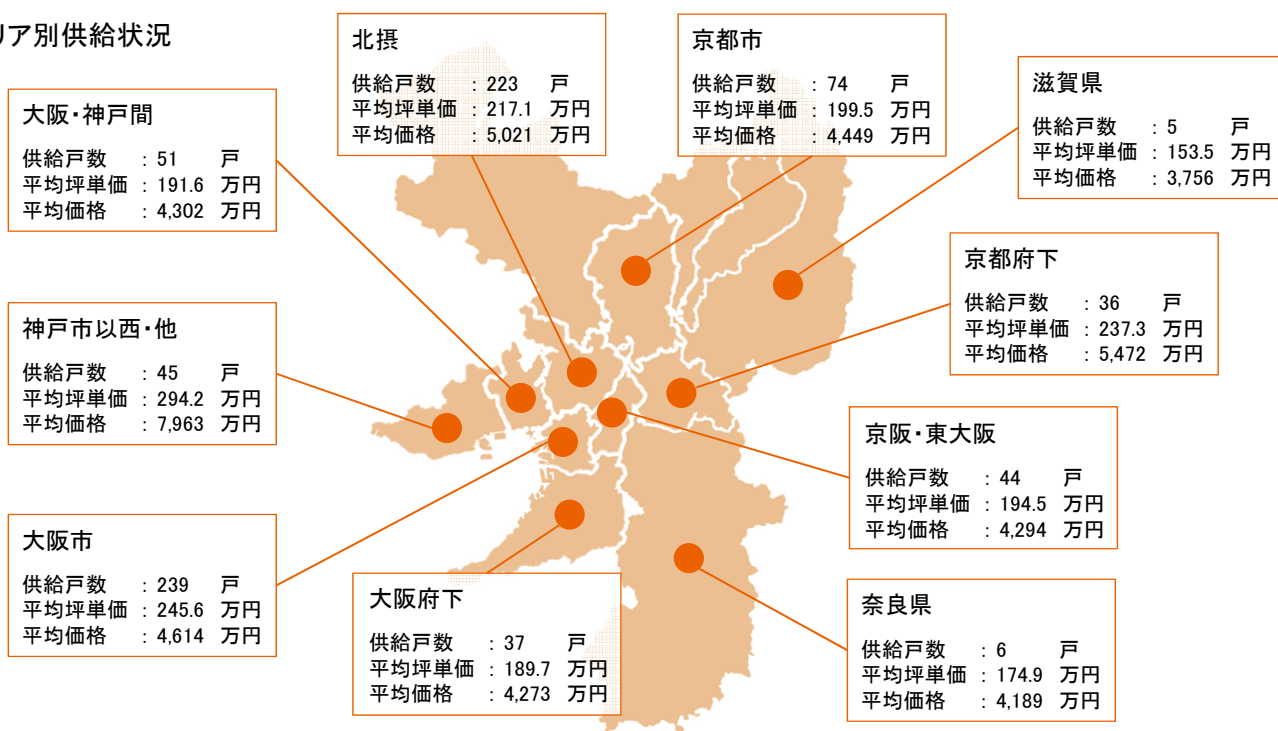 リア別供給状況
北摂
供給戸数 : 223 戸
平均坪単価 : 217.1 万円
平均価格 : 5,021 万円
京都市
供給戸数 : 74 戸
平均坪単価 : 199.5 万円
平均価格 : 4,449 万円
滋賀県
供給戸数 : 5 戸
平均坪単価 : 153.5 万円
平均価格 : 3,756 万円
大阪・神戸間
供給戸数 : 51 戸
平均坪単価 : 191.6 万円
平均価格 : 4,302 万円
京都府下
供給戸数 : 36 戸
平均坪単価 : 237.3 万円
平均価格 : 5,472 万円
神戸市以西・他
供給戸数 : 45 戸
平均坪単価 : 294.2 万円
平均価格 : 7,963 万円
京阪・東大阪
供給戸数 : 44 戸
平均坪単価 : 194.5 万円
平均価格 : 4,294 万円
大阪市
供給戸数 : 239 戸
平均坪単価 : 245.6 万円
平均価格 : 4,614 万円
大阪府下
供給戸数 : 37 戸
平均坪単価 : 189.7 万円
平均価格 : 4,273 万円
奈良県
供給戸数 : 6 戸
平均坪単価 : 174.9 万円
平均価格 : 4,189 万円